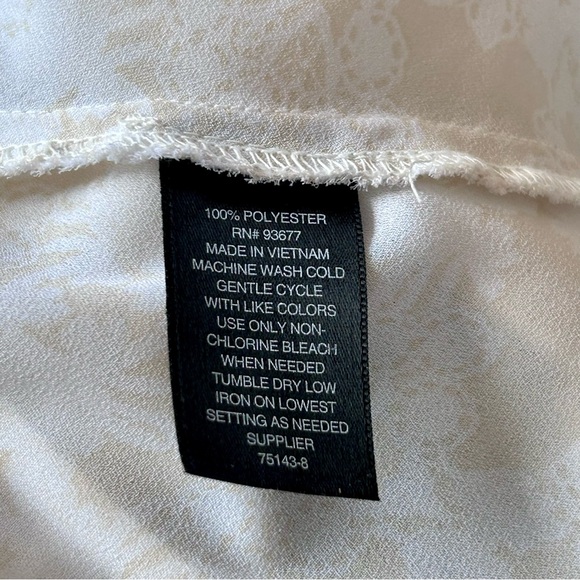 100% POLYESTER
RN# 93677
MADE IN VIETNAM
MACHINE WASH COLD
GENTLE CYCLE
WITH LIKE COLORS
USE ONLY NON-
CHLORINE BLEACH
WHEN NEEDED
TUMBLE DRY LOW
IRON ON LOWEST
SETTING AS NEEDED
SUPPLIER
75143-8